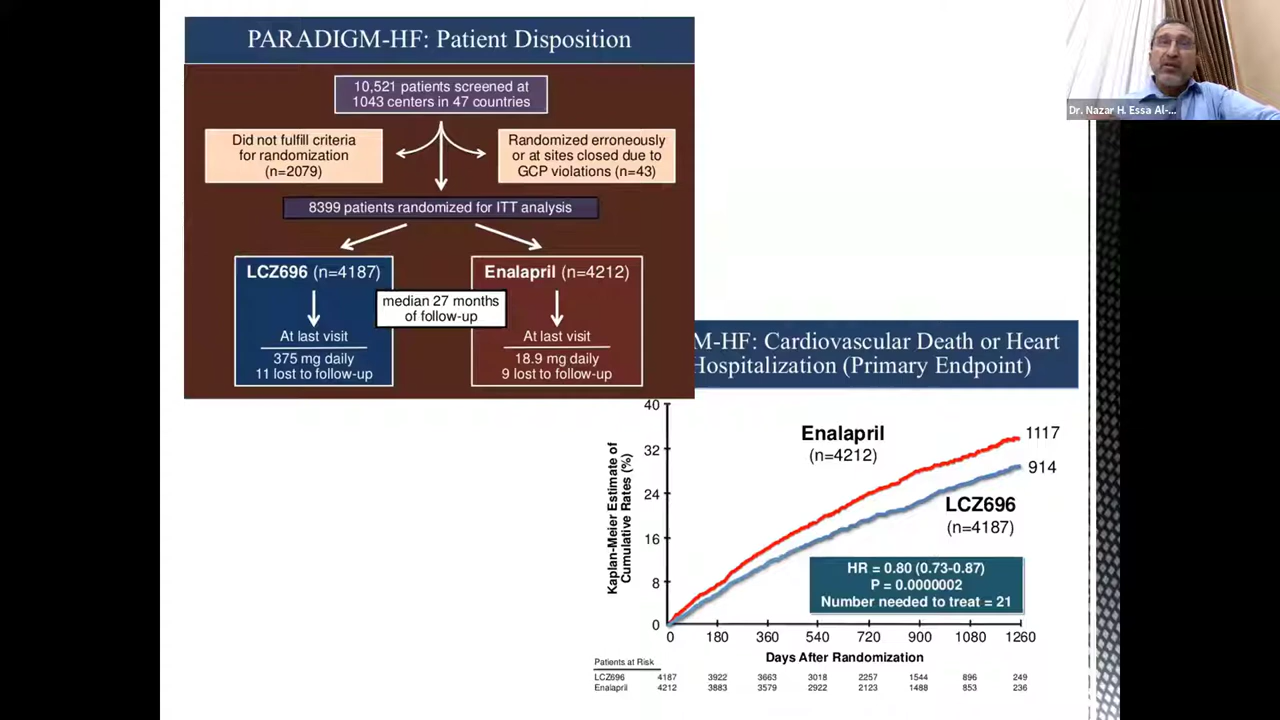 PARADIGM-HF: Patient Disposition
10,521 patients screened at
1043 centers in 47 countries
Did not fulfill criteria
for randomization
(n=2079)
Randomized erroneously
or at sites closed due to
GCP violations (n=43)
8399 patients randomized for ITT analysis
LCZ696 (n=4187)
At last visit
375 mg daily
11 lost to follow-up
median 27 months
of follow-up
Enalapril (n=4212)
At last visit
18.9 mg daily
9 lost to follow-up
Dr. Nazar H. Essa Al-...
M-HF: Cardiovascular Death or Heart
Hospitalization (Primary Endpoint)
Kaplan-Meier Estimate of
Cumulative Rates (%)
40
32
24
16
8
0
Enalapril
(n=4212)
1117
914
LCZ696
(n=4187)
HR = 0.80 (0.73-0.87)
P = 0.0000002
Number needed to treat = 21
0 180 360 540 720 900 1080 1260
Days After Randomization
Patients at Risk
LCZ696 4187 3922 3663 3018 2257 1544 896 249
Enalapril 4212 3883 3579 2922 2123 1488 853 236